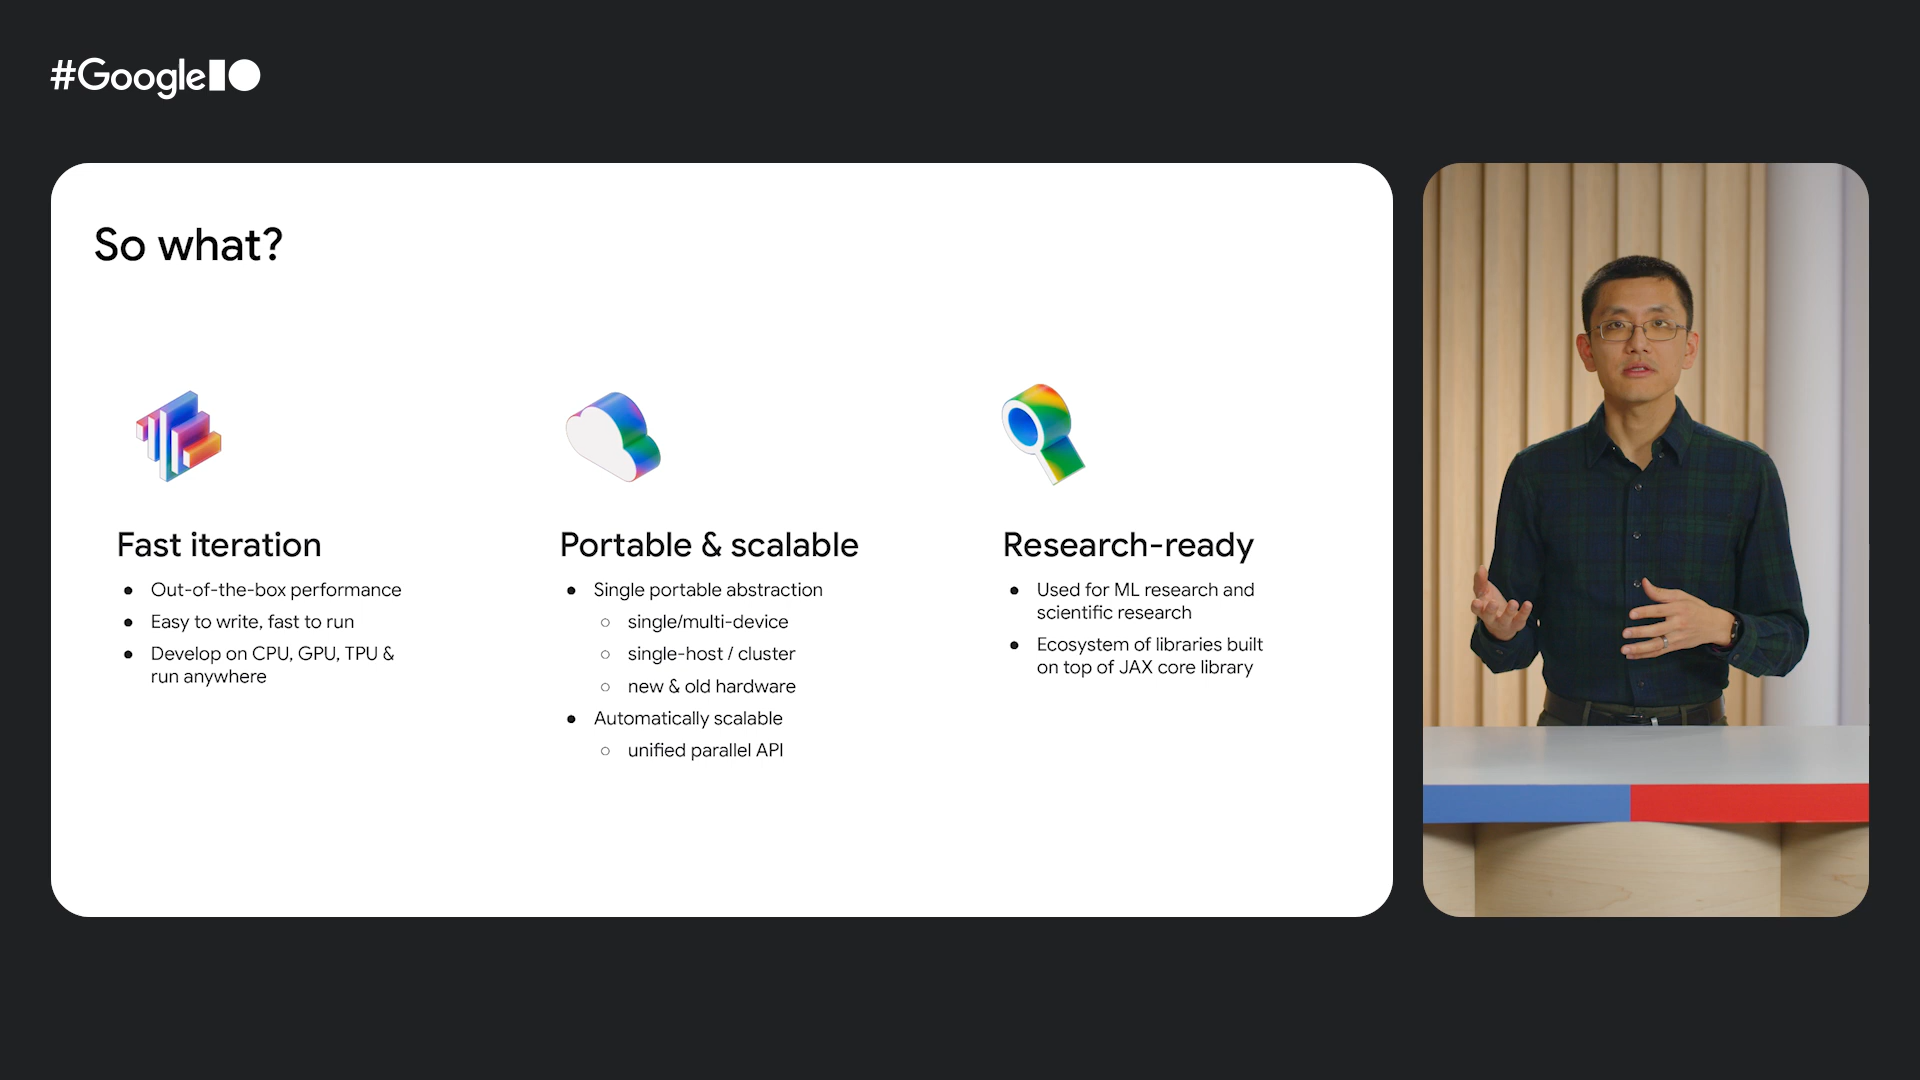 #GoogleIO
So what?
Fast iteration
Out-of-the-box performance
Easy to write, fast to run
Develop on CPU, GPU, TPU &
run anywhere
Portable & scalable
Single portable abstraction
single/multi-device
single-host / cluster
new & old hardware
Automatically scalable
unified parallel API
Research-ready
Used for ML research and
scientific research
Ecosystem of libraries built
on top of JAX core library